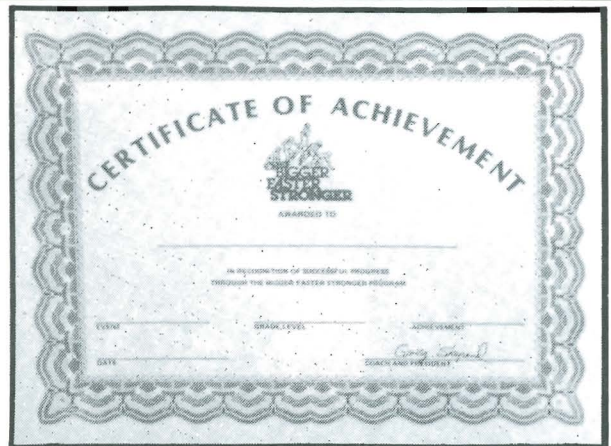 CERTIFICATE OF ACHIEVEMENT
BIGGER
FASTER
STRONGER
AWARDED TO
IN RECOGNITION OF SUCCESSFUL PROGRESS
THROUGH THE BIGGER FASTER STRONGER PROGRAM
EVENT GRADE LEVEL ACHIEVEMENT
DATE COACH AND PRESIDENT